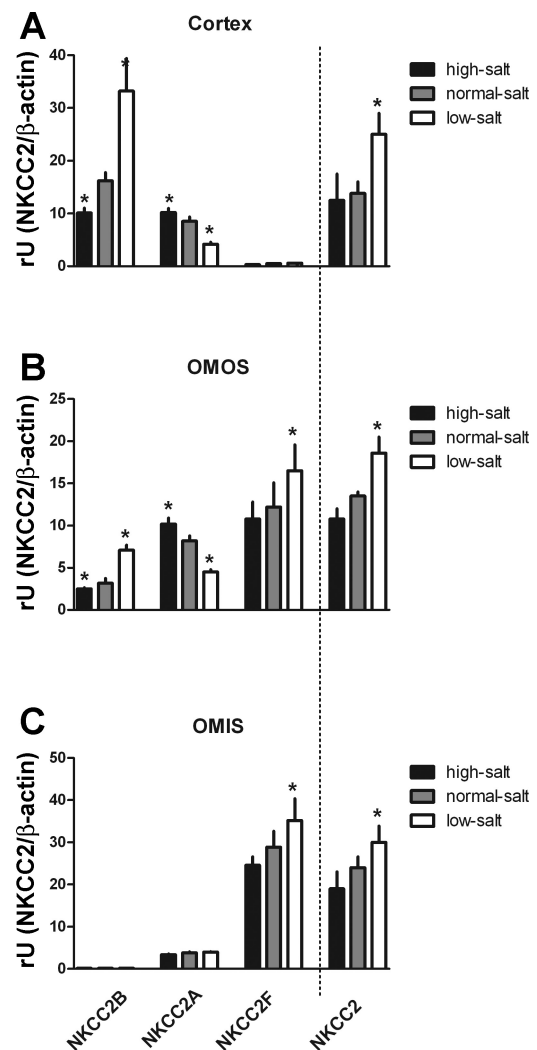 A
Cortex
rU (NKCC2/β-actin)
40
30
20
10
0
*
*
*
*
*
high-salt
normal-salt
low-salt
B
OMOS
rU (NKCC2/β-actin)
25
20
15
10
5
0
*
*
*
*
*
*
high-salt
normal-salt
low-salt
C
OMIS
rU (NKCC2/β-actin)
50
40
30
20
10
0
*
*
high-salt
normal-salt
low-salt
NKCC2B
NKCC2A
NKCC2F
NKCC2